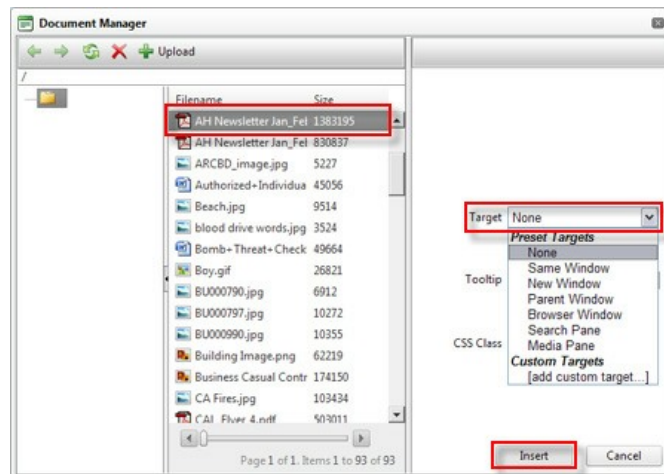 Document Manager
Upload
/
Filename Size
AH Newsletter Jan_Fel 1383195
AH Newsletter Jan_Fel 830837
ARCBD_image.jpg 5227
Authorized+Individua 45056
Beach.jpg 9514
blood drive words.jpg 3524
Bomb+Threat+Check 49664
Boy.gif 26821
BU000790.jpg 6912
BU000797.jpg 10272
BU000990.jpg 10355
Building Image.png 62219
Business Casual Contr 174150
CA Fires.jpg 103434
CAL_Flyer_4.pdf 503011
Page 1 of 1. Items 1 to 93 of 93
Target None
Preset Targets
None
Same Window
New Window
Parent Window
Browser Window
Search Pane
Media Pane
Custom Targets
[add custom target...]
Tooltip
CSS Class
Insert Cancel